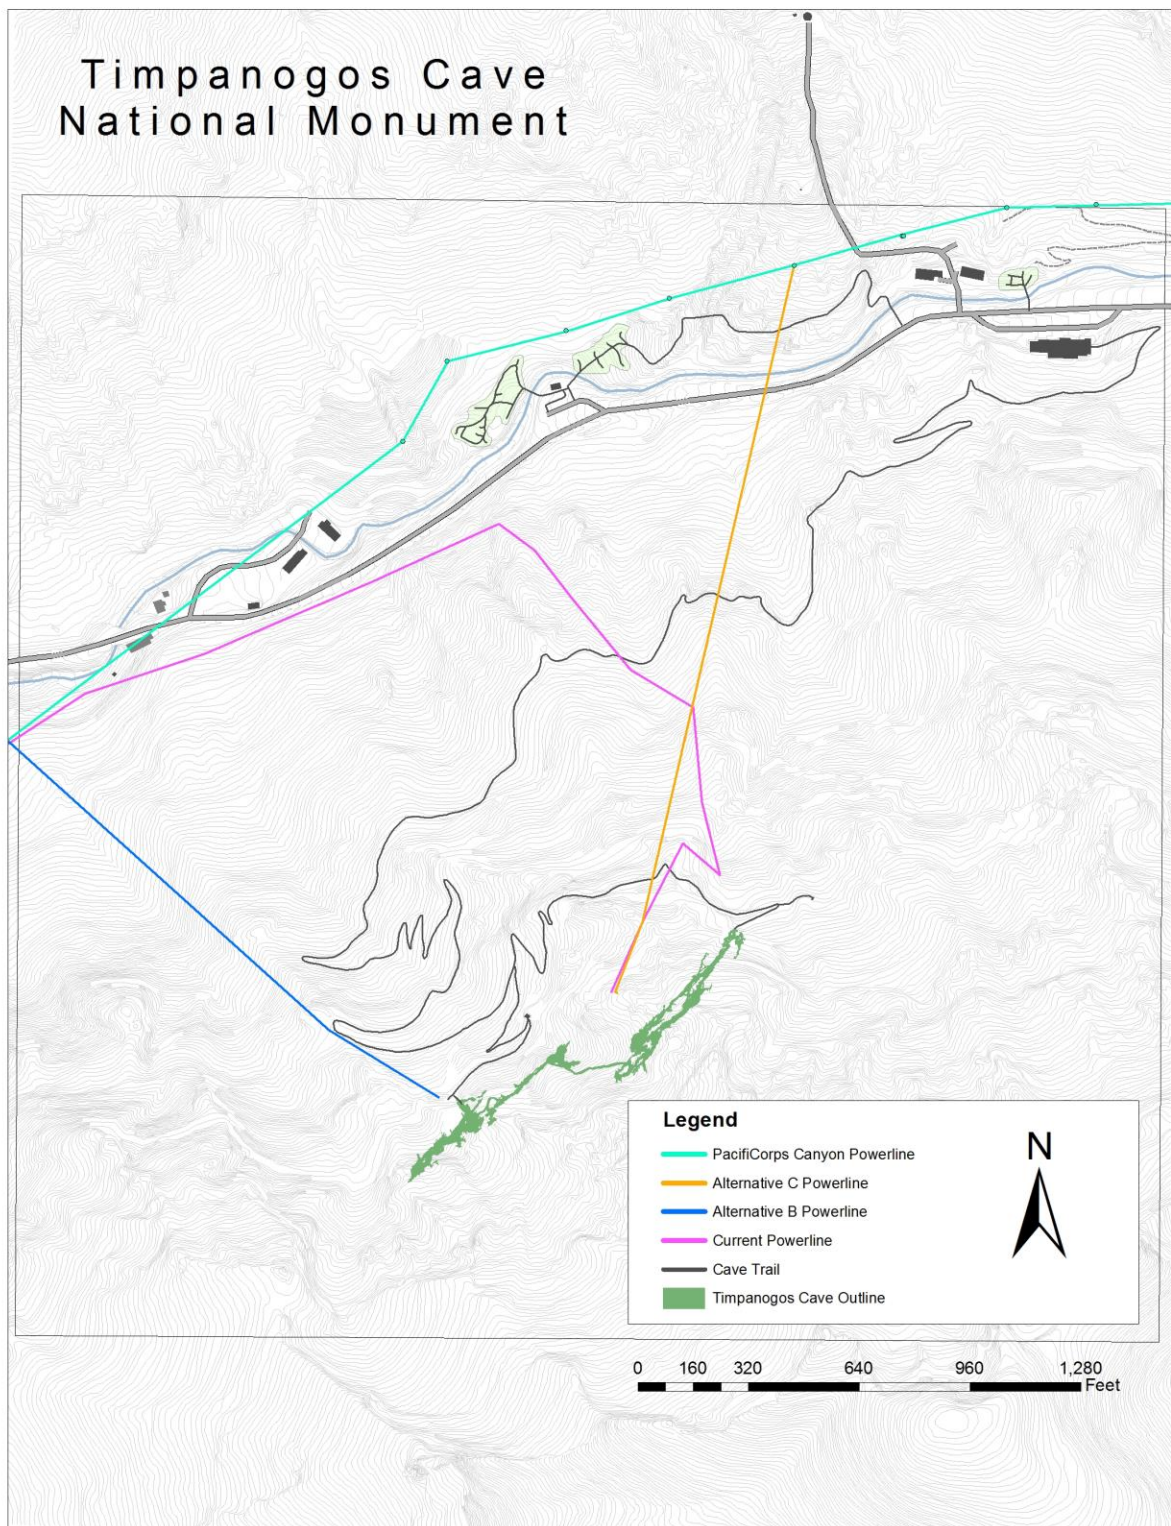 Timpanogos Cave
National Monument
Legend
PacifiCorps Canyon Powerline
Alternative C Powerline
Alternative B Powerline
Current Powerline
Cave Trail
Timpanogos Cave Outline
N
0 160 320 640 960 1,280
Feet